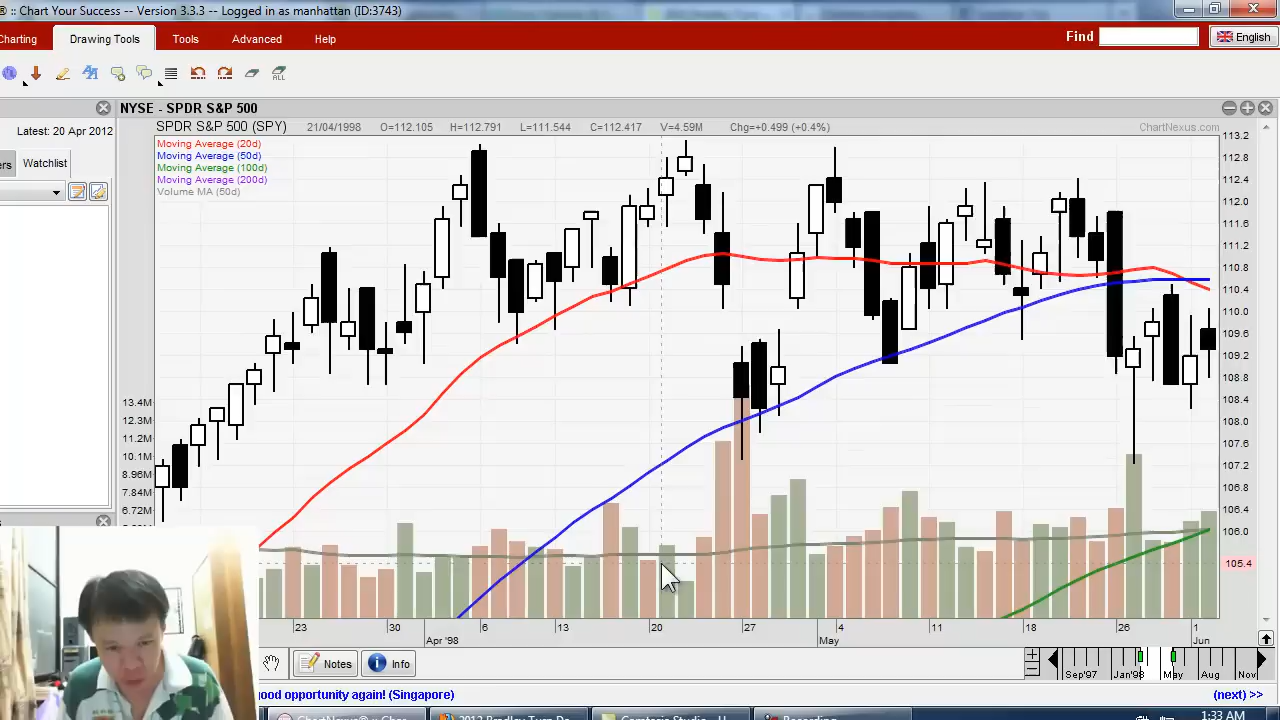 ® :: Chart Your Success -- Version 3.3.3 -- Logged in as manhattan (ID:3743)
Charting Drawing Tools Tools Advanced Help Find English
ALL
NYSE - SPDR S&P 500
Latest: 20 Apr 2012
SPDR S&P 500 (SPY) 21/04/1998 O=112.105 H=112.791 L=111.544 C=112.417 V=4.59M Chg=+0.499 (+0.4%) ChartNexus.com
Watchlist
Moving Average (20d)
Moving Average (50d)
Moving Average (100d)
Moving Average (200d)
Volume MA (50d)
113.2
112.8
112.4
112.0
111.6
111.2
110.8
110.4
110.0
109.6
109.2
108.8
108.4
108.0
107.6
107.2
106.8
106.4
106.0
105.4
13.4M
12.3M
11.2M
10.1M
8.96M
7.84M
6.72M
23 30 6 13 20 27 4 11 18 26 1
Apr '98 May Jun
Notes Info
Sep'97 Jan'98 May Aug Nov
good opportunity again! (Singapore) (next) >>
1:33 AM